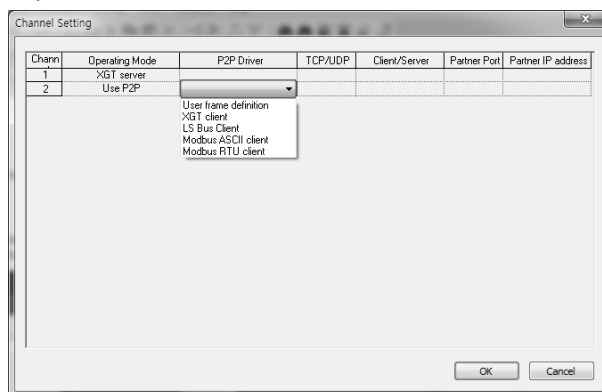 Channel Setting
Chann Operating Mode P2P Driver TCP/UDP Client/Server Partner Port Partner IP address
1 XGT server
2 Use P2P
User frame definition
XGT client
LS Bus Client
Modbus ASCII client
Modbus RTU client
OK Cancel